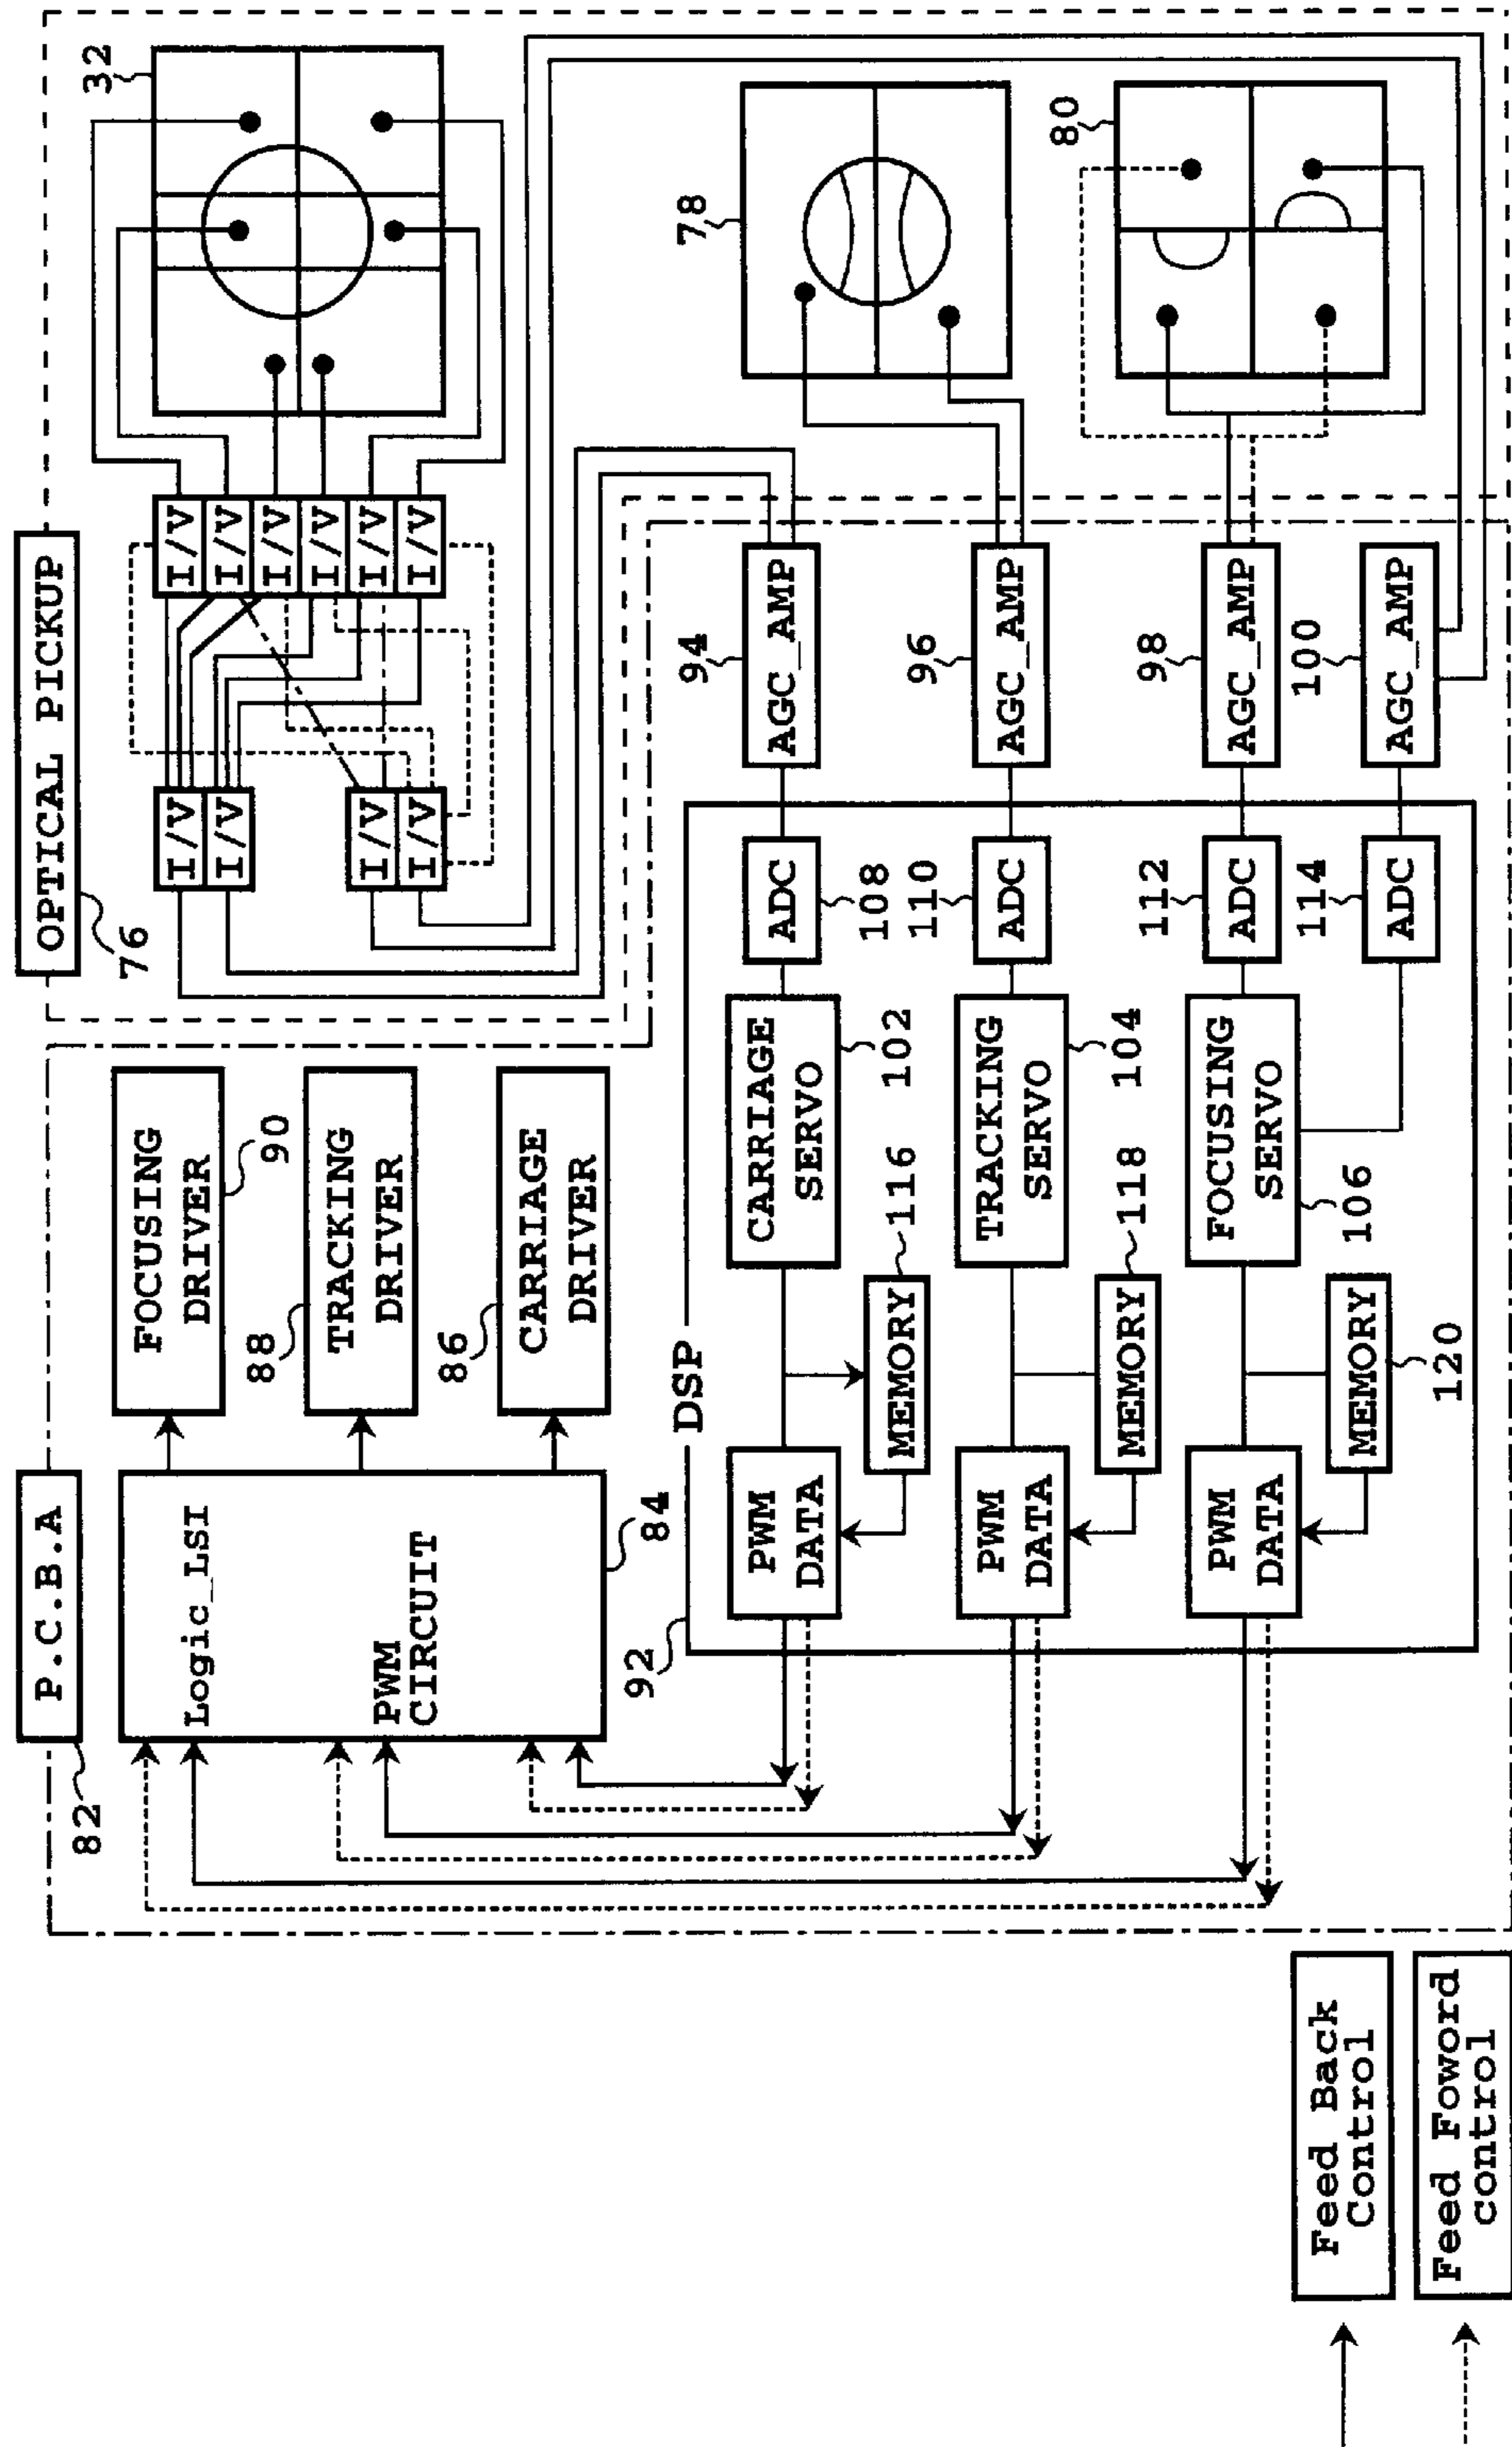 P.C.B.A
82
OPTICAL PICKUP
76
Logic_LSI
PWM
CIRCUIT
84
FOCUSING
DRIVER
90
88
TRACKING
DRIVER
86
CARRIAGE
DRIVER
I/V
I/V
I/V
I/V
I/V
I/V
I/V
I/V
I/V
I/V
32
92
DSP
PWM
DATA
MEMORY
116
CARRIAGE
SERVO
102
ADC
108
94
AGC_AMP
78
PWM
DATA
MEMORY
118
TRACKING
SERVO
104
110
ADC
96
AGC_AMP
PWM
DATA
MEMORY
120
FOCUSING
SERVO
106
112
ADC
98
AGC_AMP
80
114
ADC
100
AGC_AMP
Feed Back
Control
Feed Foword
control